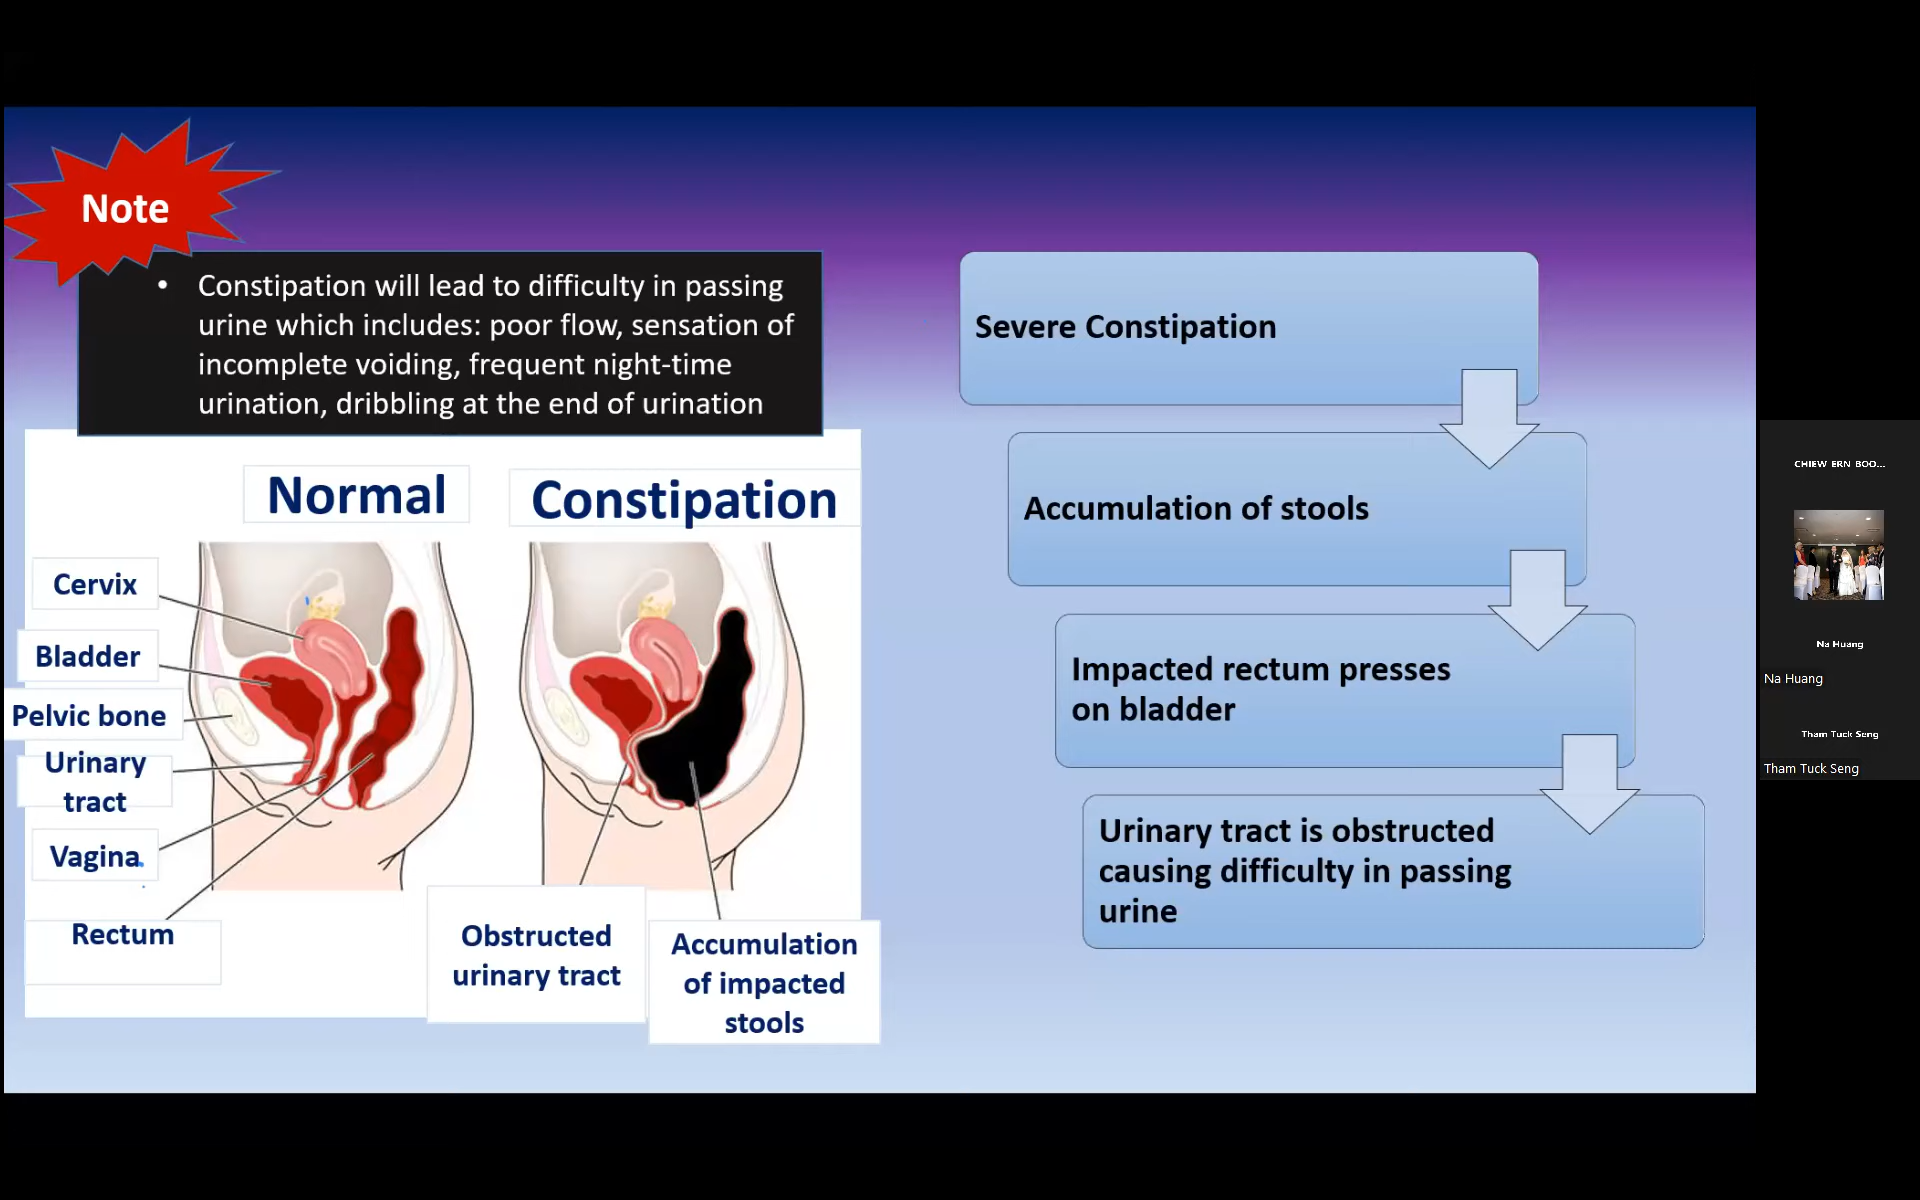 Note
• Constipation will lead to difficulty in passing
urine which includes: poor flow, sensation of
incomplete voiding, frequent night-time
urination, dribbling at the end of urination
Normal
Constipation
Cervix
Bladder
Pelvic bone
Urinary
tract
Vagina
Rectum
Obstructed
urinary tract
Accumulation
of impacted
stools
Severe Constipation
Accumulation of stools
Impacted rectum presses
on bladder
Urinary tract is obstructed
causing difficulty in passing
urine
CHIEW ERN BOO...
Na Huang
Na Huang
Tham Tuck Seng
Tham Tuck Seng